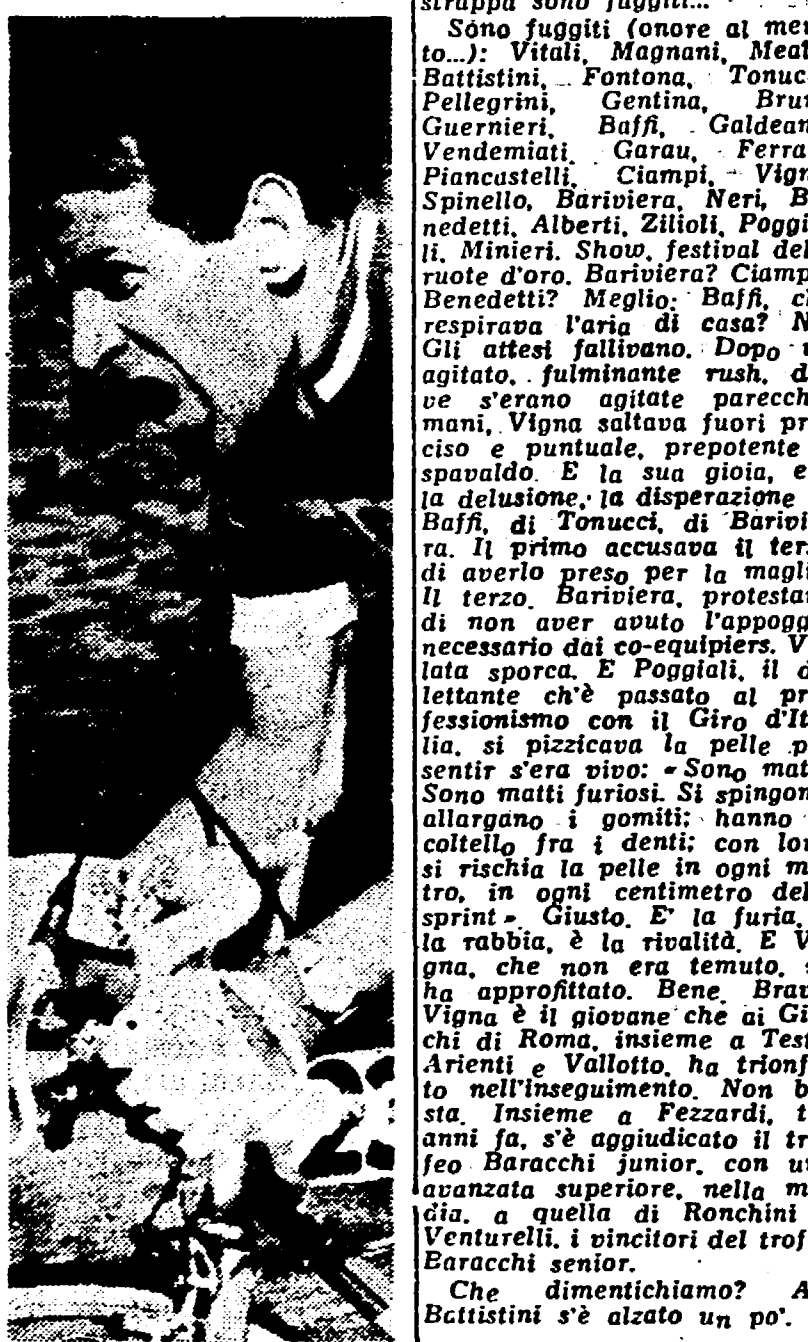 strappa sono fuggiti...
Sono fuggiti (onore al mer
to...): Vitali, Magnani, Meal
Battistini, Fontona, Tonuc
Pellegrini, Gentina, Brut
Guernieri, Baffi, Galdean
Vendemiati, Garau, Ferra
Piancastelli, Ciampi, Vign
Spinello, Bariviera, Neri, B
nedetti, Alberti, Zilioli, Poggi
li, Minieri. Show, festival del
ruote d'oro. Bariviera? Ciamp
Benedetti? Meglio: Baffi, c
respirava l'aria di casa? N
Gli attesi fallivano. Dopo
agitato, fulminante rush, d
ve s'erano agitate parecch
mani, Vigna saltava fuori pr
ciso e puntuale, prepotente
spavaldo. E la sua gioia, e
la delusione, la disperazione
Baffi, di Tonucci, di Barivi
ra. Il primo accusava il ter
di averlo preso per la magli
Il terzo, Bariviera, protesta
di non aver avuto l'appogg
necessario dai co-equipiers. V
lata sporca. E Poggiali, il
lettante ch'è passato al pr
fessionismo con il Giro d'It
lia, si pizzicava la pelle p
sentir s'era vivo: « Sono mat
Sono matti furiosi. Si spingon
allargano i gomiti; hanno
coltello fra i denti; con lor
si rischia la pelle in ogni m
tro, in ogni centimetro del
sprint ». Giusto. E' la furia,
la rabbia, è la rivalità. E V
gna, che non era temuto,
ha approfittato. Bene. Brav
Vigna è il giovane che ai Gi
chi di Roma, insieme a Test
Arienti e Vallotto, ha trionf
to nell'inseguimento. Non b
sta. Insieme a Fezzardi, t
anni fa, s'è aggiudicato il tr
feo Baracchi junior, con u
avanzata superiore, nella m
dia, a quella di Ronchini
Venturelli, i vincitori del trof
Baracchi senior.
Che dimentichiamo? A
Battistini s'è alzato un po'.